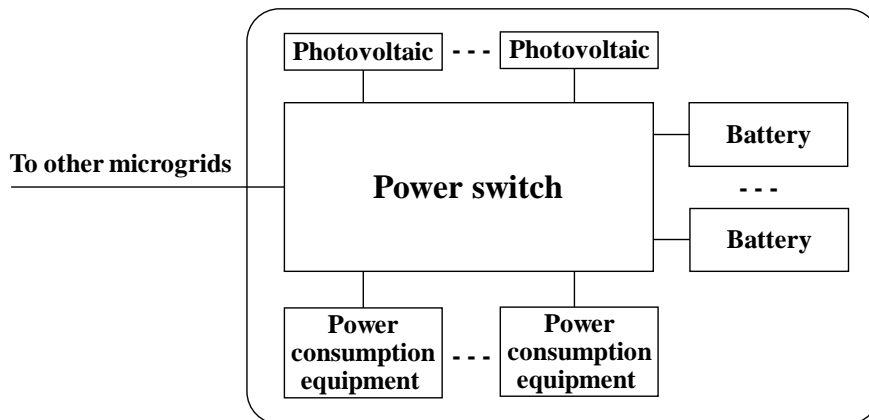 Photovoltaic - - - Photovoltaic
Battery
To other microgrids
Power switch
- - -
Battery
Power
consumption
equipment
- - -
Power
consumption
equipment